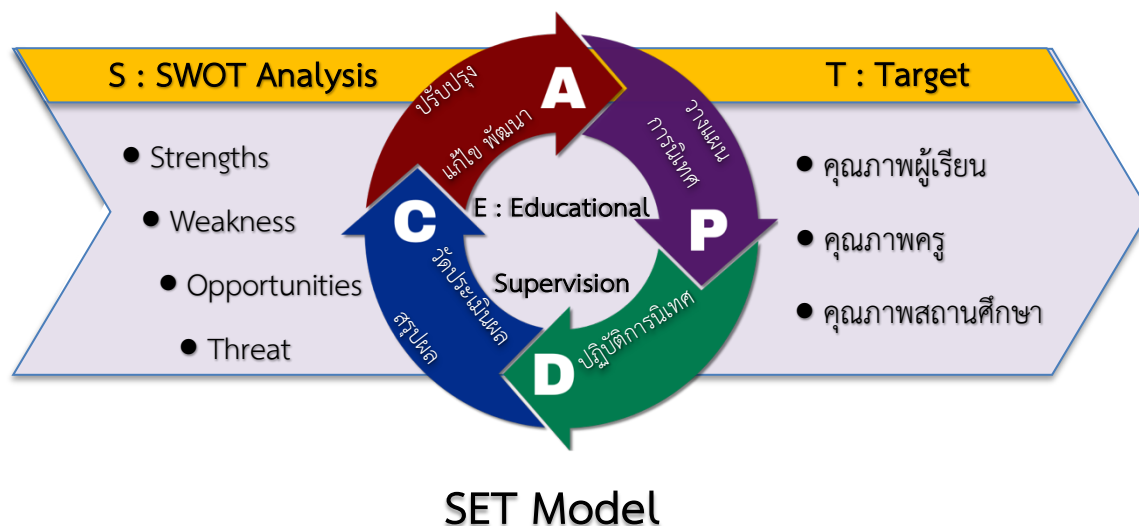 S : SWOT Analysis
Strengths
Weakness
Opportunities
Threat
A
ปรับปรุง
แก้ไข พัฒนา
วางแผน
การนิเทศ
P
E : Educational
Supervision
C
วัดประเมินผล
สรุปผล
D
ปฏิบัติการนิเทศ
T : Target
คุณภาพผู้เรียน
คุณภาพครู
คุณภาพสถานศึกษา
SET Model